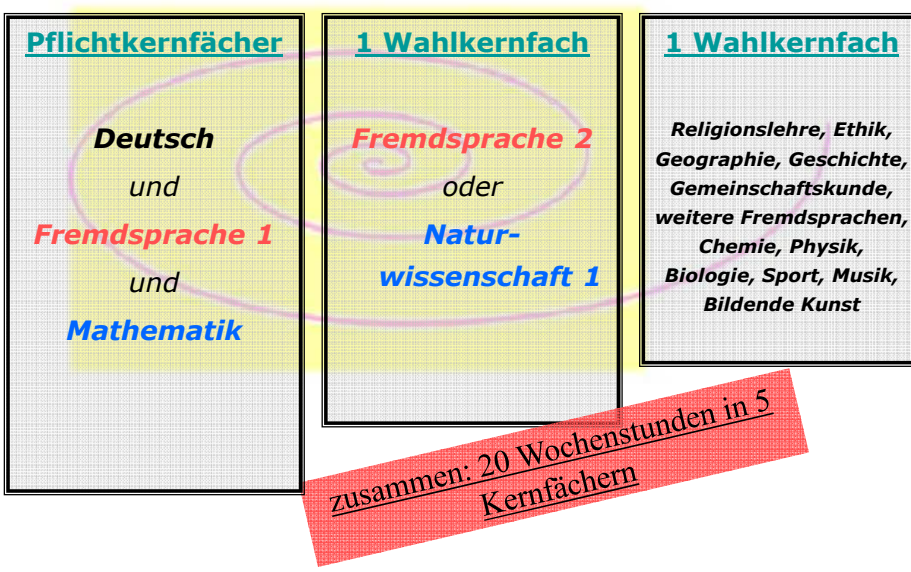 Pflichtkernfächer
Deutsch
und
Fremdsprache 1
und
Mathematik
1 Wahlkernfach
Fremdsprache 2
oder
Natur-
wissenschaft 1
1 Wahlkernfach
Religionslehre, Ethik,
Geographie, Geschichte,
Gemeinschaftskunde,
weitere Fremdsprachen,
Chemie, Physik,
Biologie, Sport, Musik,
Bildende Kunst
zusammen: 20 Wochenstunden in 5
Kernfächern